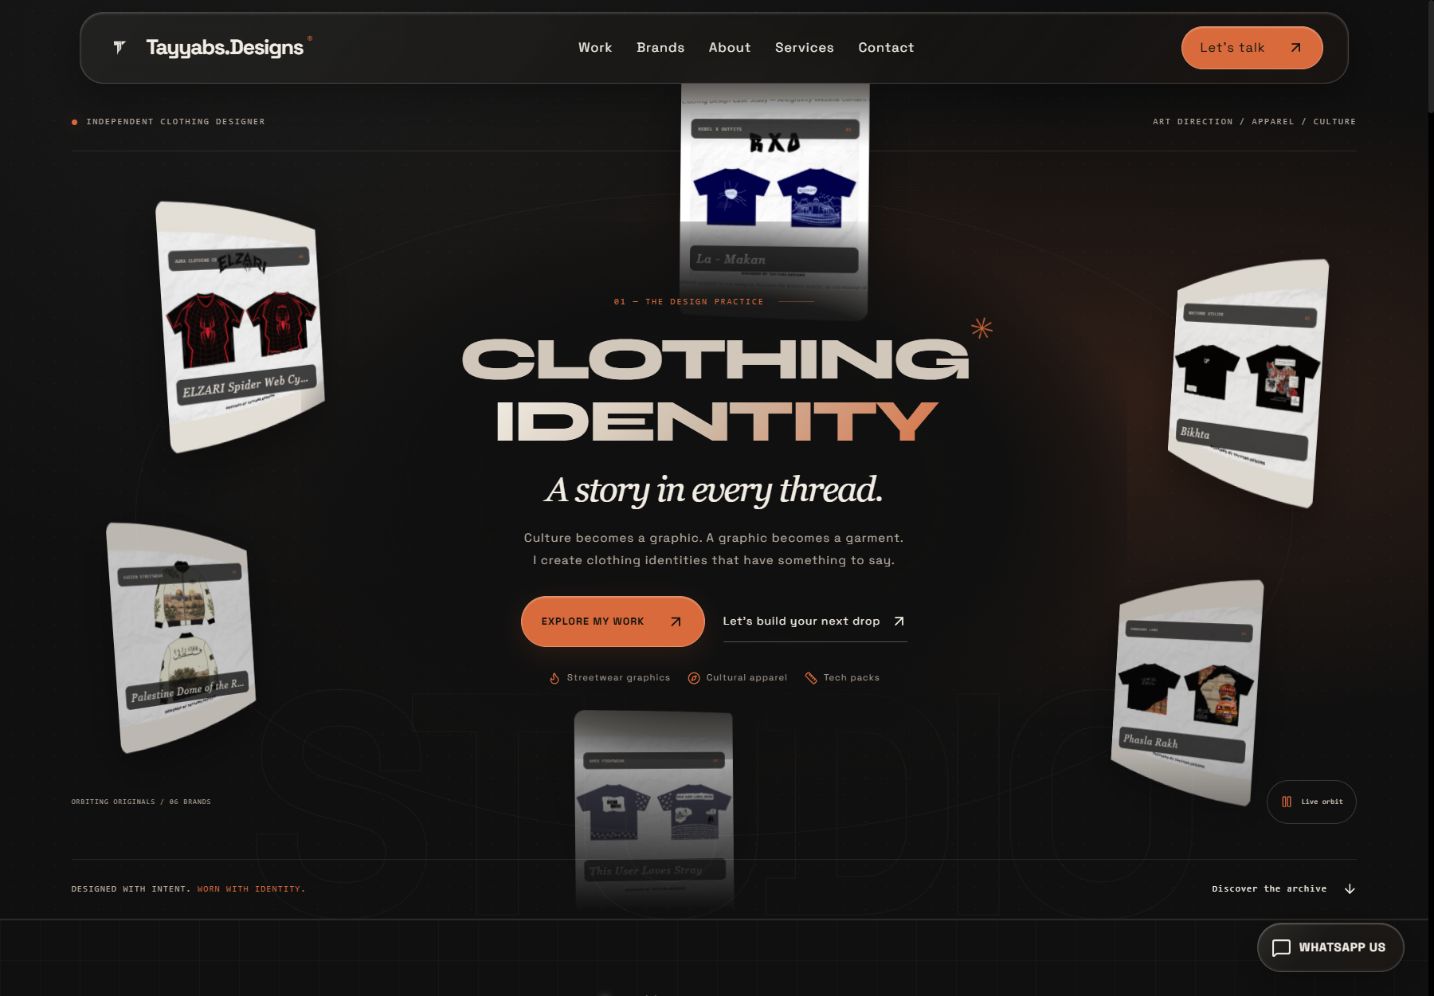 Tayyabs.Designs
Work
Brands
About
Services
Contact
Let's talk
INDEPENDENT CLOTHING DESIGNER
ART DIRECTION / APPAREL / CULTURE
REBEL X OUTFITS
RXO
La - Makan
ELZARI
ELZARI Spider Web Cy...
Bikhta
01 — THE DESIGN PRACTICE
CLOTHING
IDENTITY
A story in every thread.
Culture becomes a graphic. A graphic becomes a garment.
I create clothing identities that have something to say.
EXPLORE MY WORK
Let's build your next drop
Streetwear graphics
Cultural apparel
Tech packs
Palestine Dome of the R...
Phasla Rakh
This User Loves Stray
STUDIO
ORBITING ORIGINALS / 06 BRANDS
Live orbit
DESIGNED WITH INTENT. WORN WITH IDENTITY.
Discover the archive
WHATSAPP US